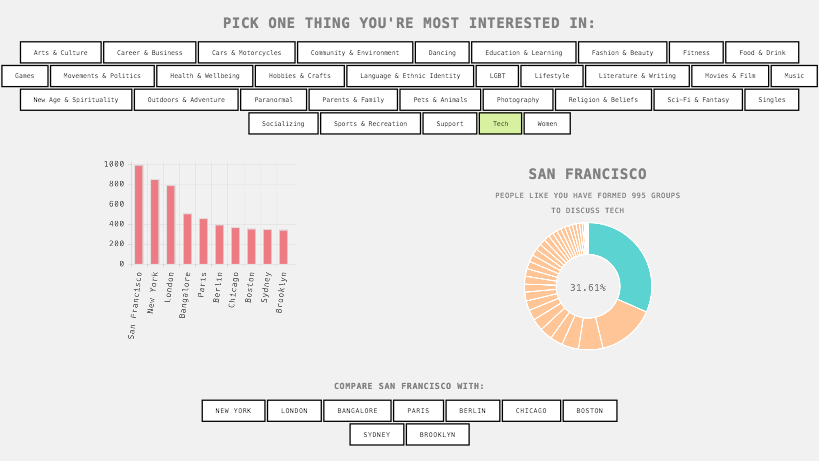 PICK ONE THING YOU'RE MOST INTERESTED IN:
Arts & Culture Career & Business Cars & Motorcycles Community & Environment Dancing Education & Learning Fashion & Beauty Fitness Food & Drink
Games Movements & Politics Health & Wellbeing Hobbies & Crafts Language & Ethnic Identity LGBT Lifestyle Literature & Writing Movies & Film Music
New Age & Spirituality Outdoors & Adventure Paranormal Parents & Family Pets & Animals Photography Religion & Beliefs Sci-Fi & Fantasy Singles
Socializing Sports & Recreation Support Tech Women
1000
800
600
400
200
0
San Francisco
New York
London
Bangalore
Paris
Berlin
Chicago
Boston
Sydney
Brooklyn
SAN FRANCISCO
PEOPLE LIKE YOU HAVE FORMED 995 GROUPS
TO DISCUSS TECH
31.61%
COMPARE SAN FRANCISCO WITH:
NEW YORK LONDON BANGALORE PARIS BERLIN CHICAGO BOSTON
SYDNEY BROOKLYN